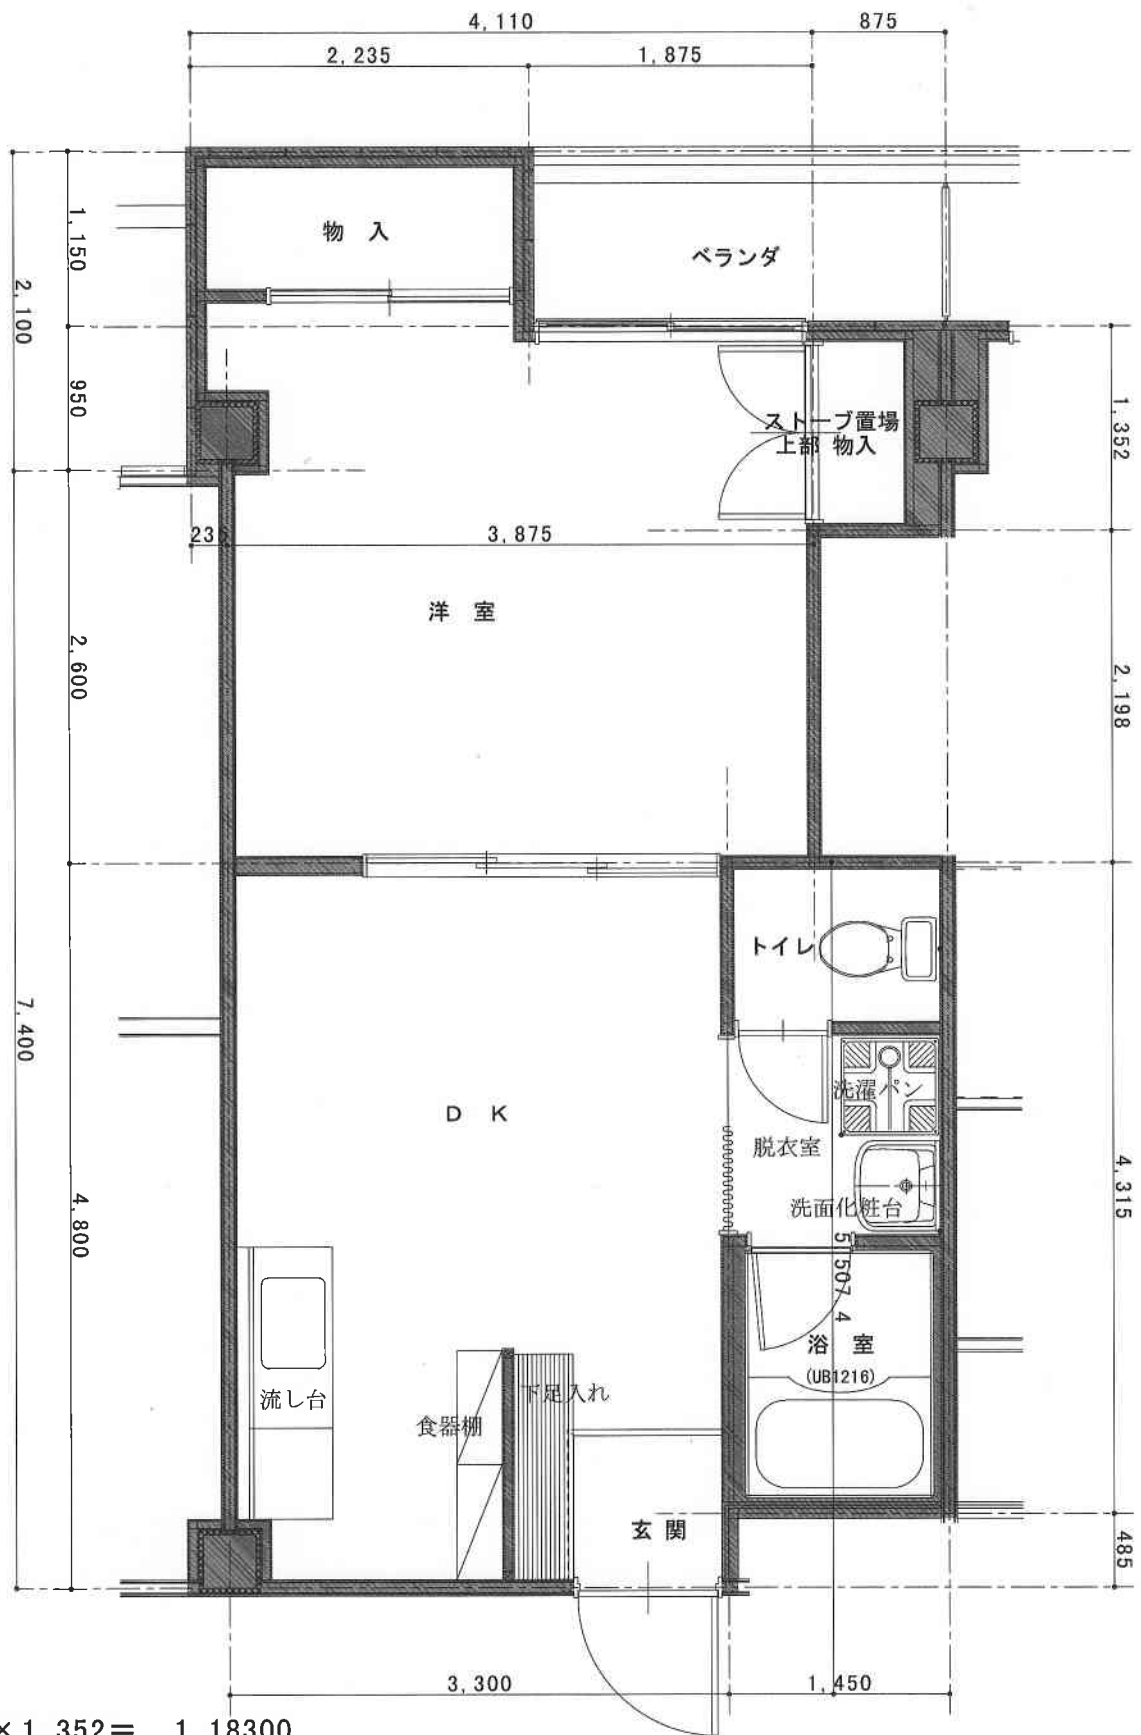 4,110
875
2,235
1,875
物 入
ベランダ
1,150
2,100
950
ストーブ置場
上部 物入
1,352
3,875
洋 室
2,600
2,198
トイレ
7,400
洗濯パン
D K
脱衣室
4,315
洗面化粧台
4,800
浴 室
(UB1216)
流し台
下足入れ
食器棚
玄 関
485
3,300
1,450
×1.352= 1.18300